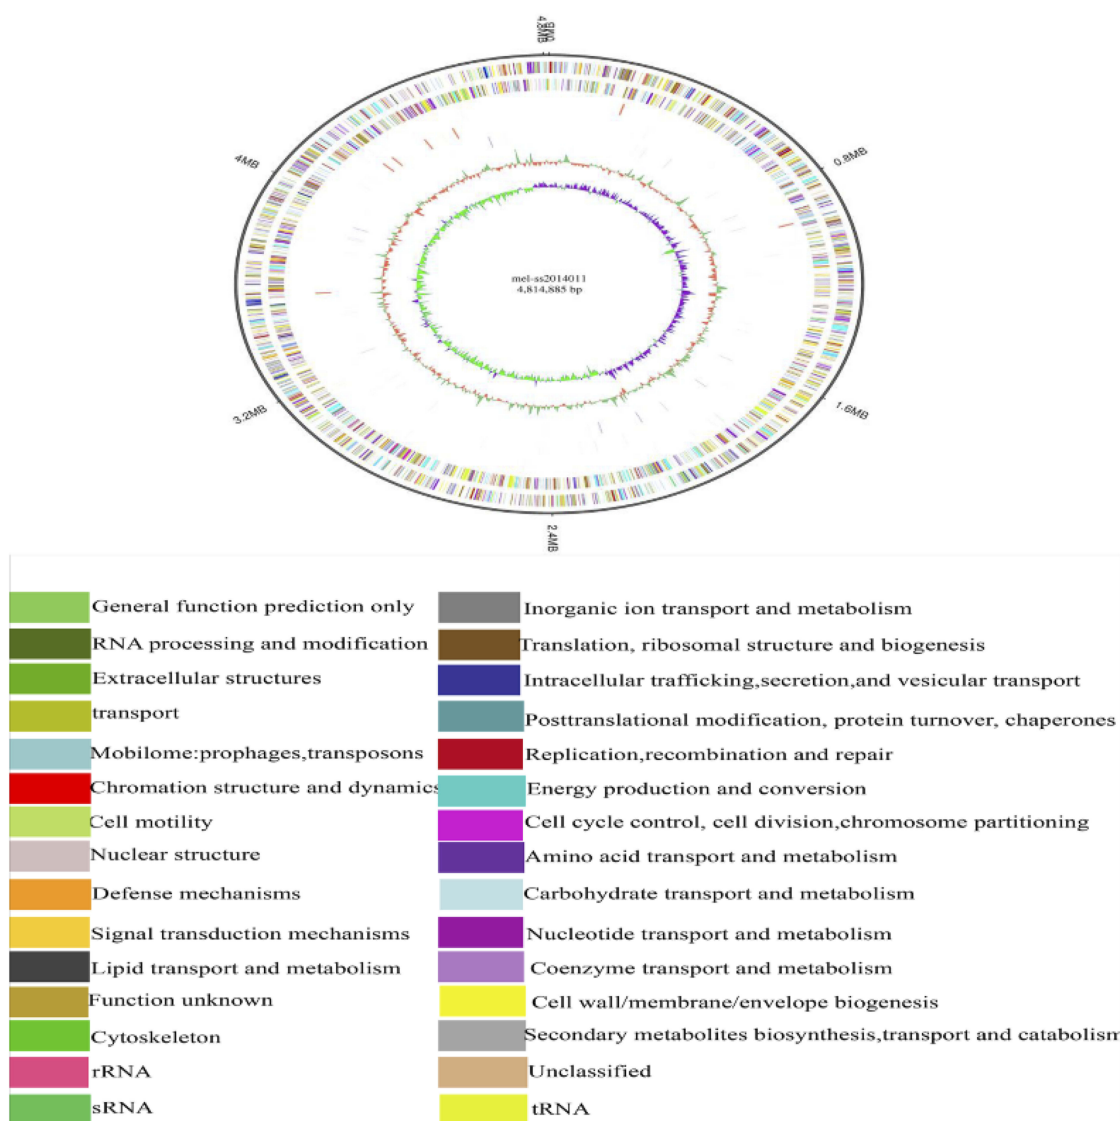 0.8MB
4MB
mel-ss2014011
4,814,885 bp
3.2MB
1.6MB
2.4MB
General function prediction only
Inorganic ion transport and metabolism
RNA processing and modification
Translation, ribosomal structure and biogenesis
Extracellular structures
Intracellular trafficking,secretion,and vesicular transport
transport
Posttranslational modification, protein turnover, chaperones
Mobilome:prophages,transposons
Replication,recombination and repair
Chromation structure and dynamics
Energy production and conversion
Cell motility
Cell cycle control, cell division,chromosome partitioning
Nuclear structure
Amino acid transport and metabolism
Defense mechanisms
Carbohydrate transport and metabolism
Signal transduction mechanisms
Nucleotide transport and metabolism
Lipid transport and metabolism
Coenzyme transport and metabolism
Function unknown
Cell wall/membrane/envelope biogenesis
Cytoskeleton
Secondary metabolites biosynthesis,transport and catabolism
rRNA
Unclassified
sRNA
tRNA